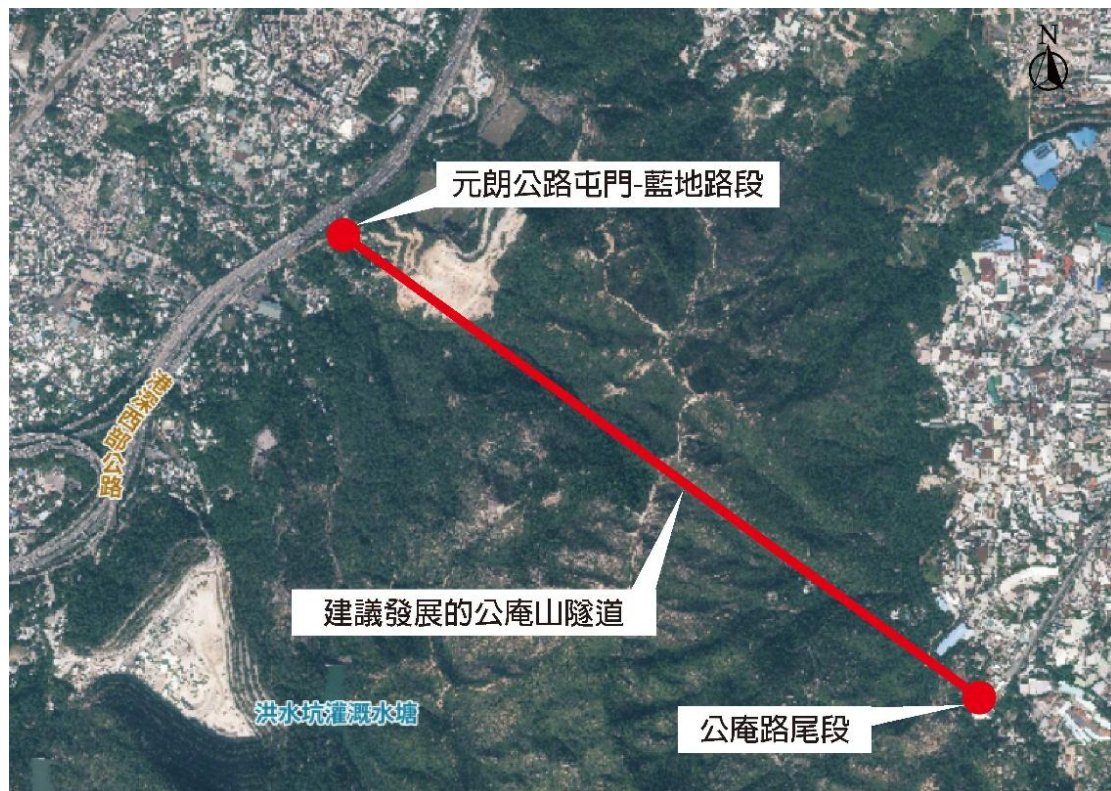 N
元朗公路屯門-藍地路段
港深西部公路
建議發展的公庵山隧道
洪水坑灌溉水塘
公庵路尾段